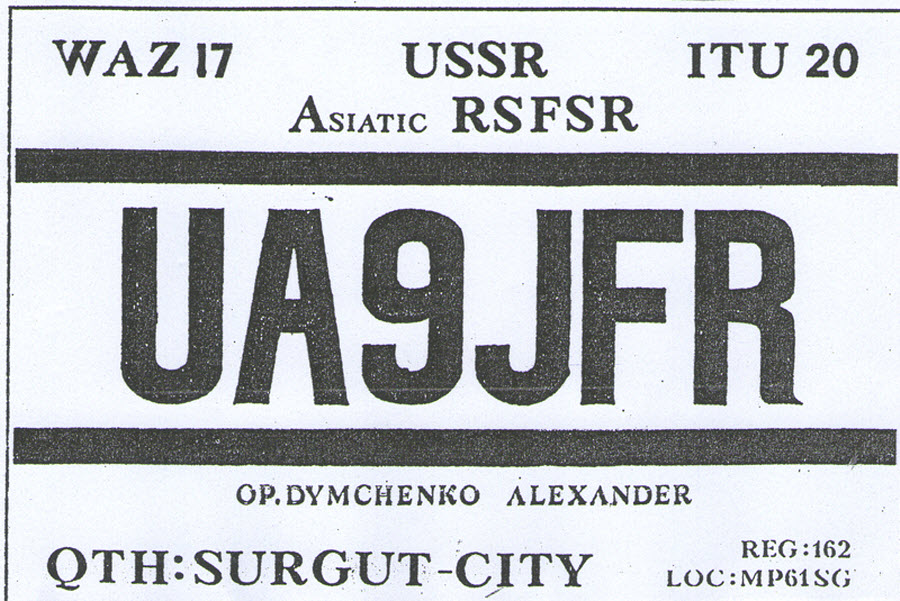 WAZ 17 USSR ITU 20
ASIATIC RSFSR
UA9JFR
OP.DYMCHENKO ALEXANDER
QTH:SURGUT-CITY
REG:162
LOC:MP61SG